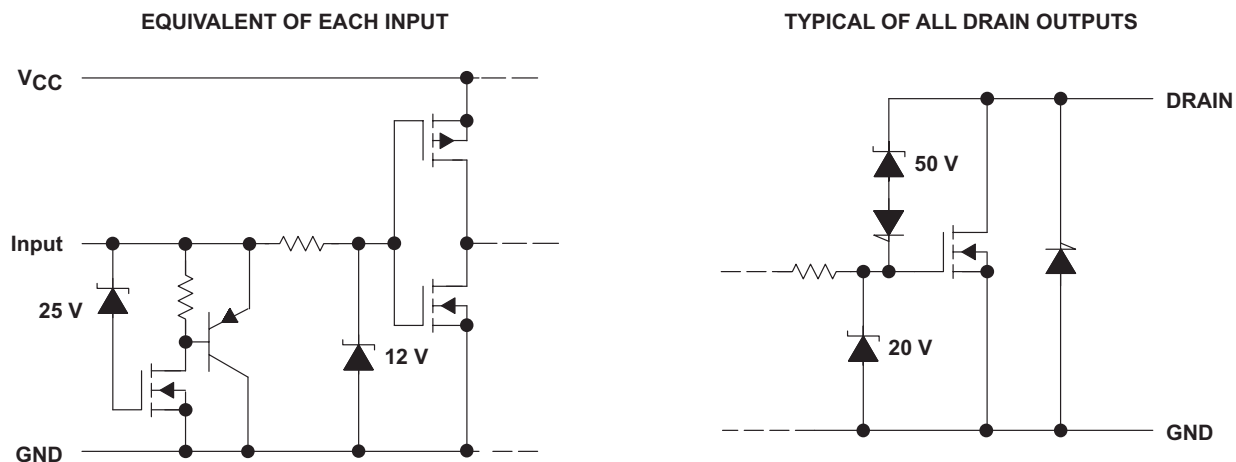 EQUIVALENT OF EACH INPUT
VCC
Input
25 V
12 V
GND
TYPICAL OF ALL DRAIN OUTPUTS
DRAIN
50 V
20 V
GND